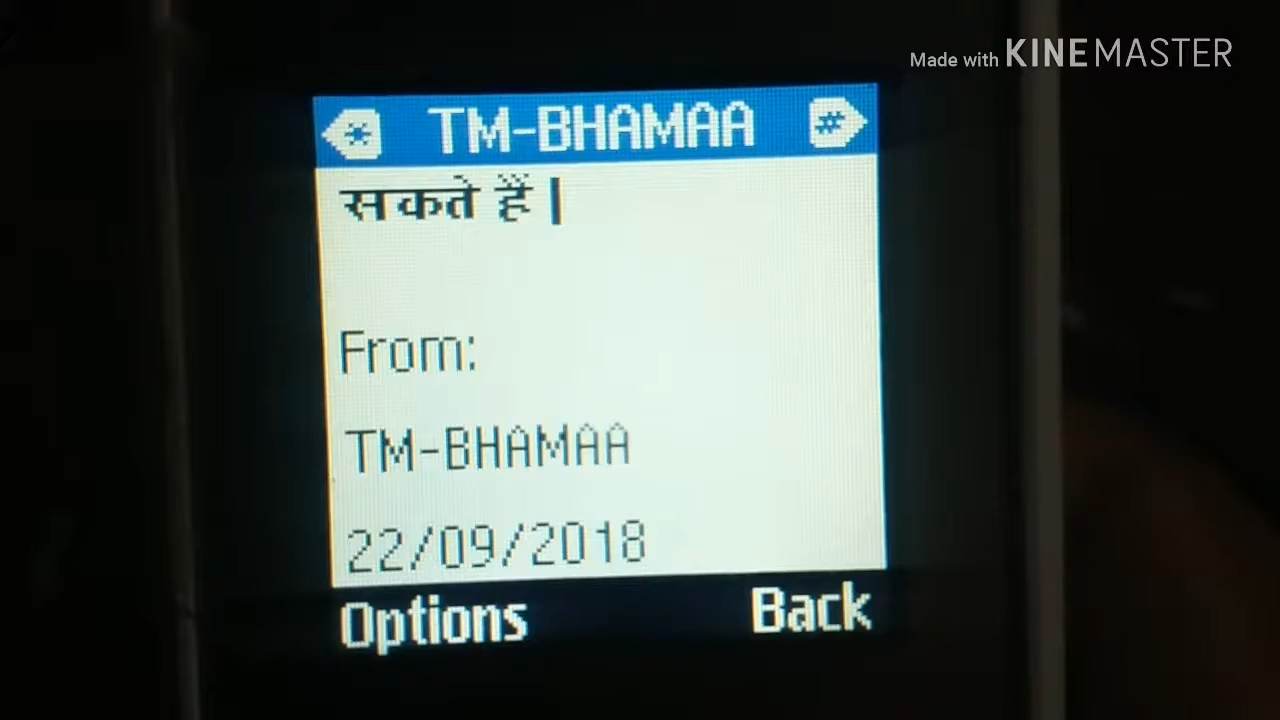 Made with KINEMASTER
* TM-BHAMAA #
सकते हैं |
From:
TM-BHAMAA
22/09/2018
Options Back